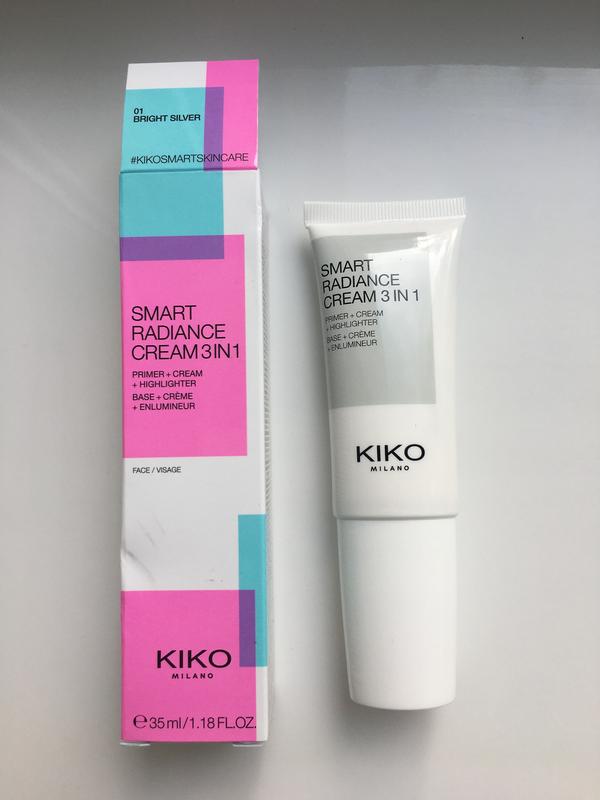 01
BRIGHT SILVER
#KIKOSMARTSKINCARE
SMART
RADIANCE
CREAM 3 IN 1
PRIMER + CREAM
+ HIGHLIGHTER
BASE + CRÈME
+ ENLUMINEUR
FACE / VISAGE
KIKO
MILANO
℮ 35 ml / 1.18 FL.OZ.
SMART
RADIANCE
CREAM 3 IN 1
PRIMER + CREAM
+ HIGHLIGHTER
BASE + CRÈME
+ ENLUMINEUR
KIKO
MILANO